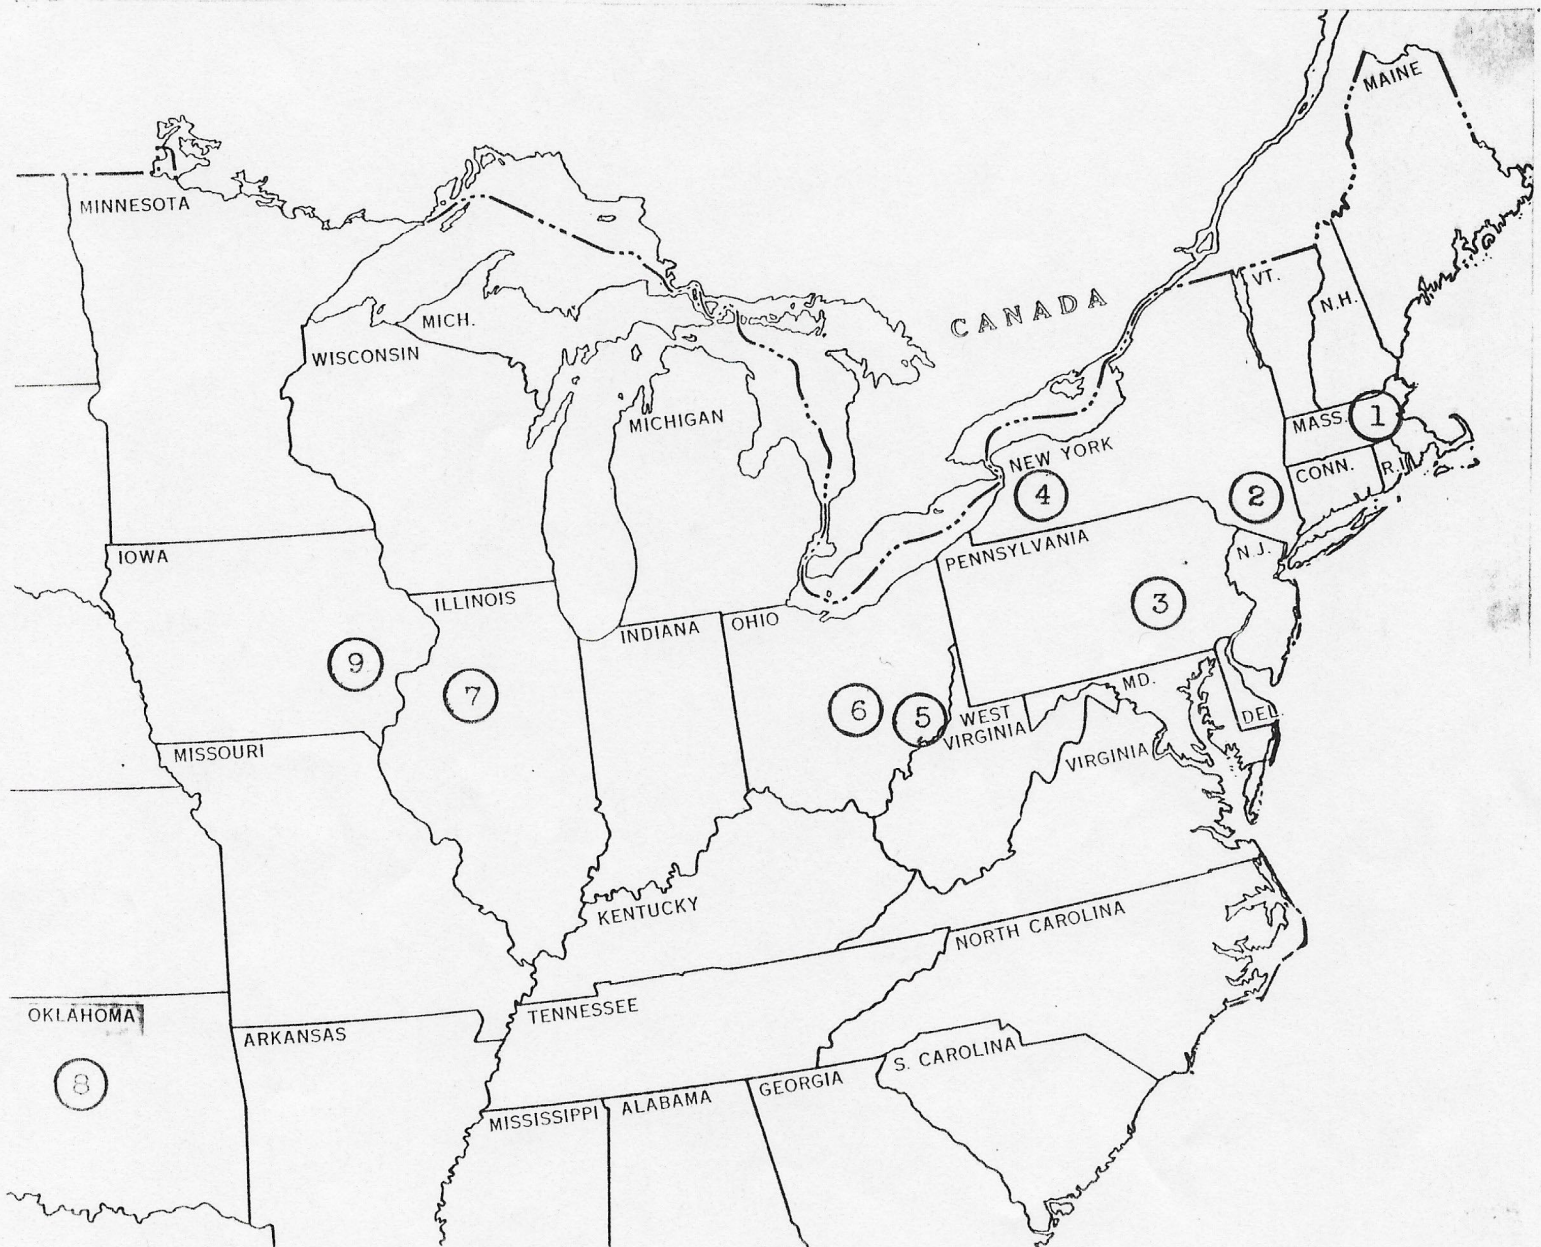 MAINE
MINNESOTA
VT.
CANADA
N.H.
MICH.
WISCONSIN
MICHIGAN
MASS.
1
NEW YORK
CONN.
R.I.
4
2
PENNSYLVANIA
N.J.
IOWA
ILLINOIS
3
INDIANA
OHIO
9
7
MD.
6
5
WEST
VIRGINIA
DEL.
MISSOURI
VIRGINIA
KENTUCKY
NORTH CAROLINA
OKLAHOMA
TENNESSEE
ARKANSAS
S. CAROLINA
8
GEORGIA
MISSISSIPPI
ALABAMA